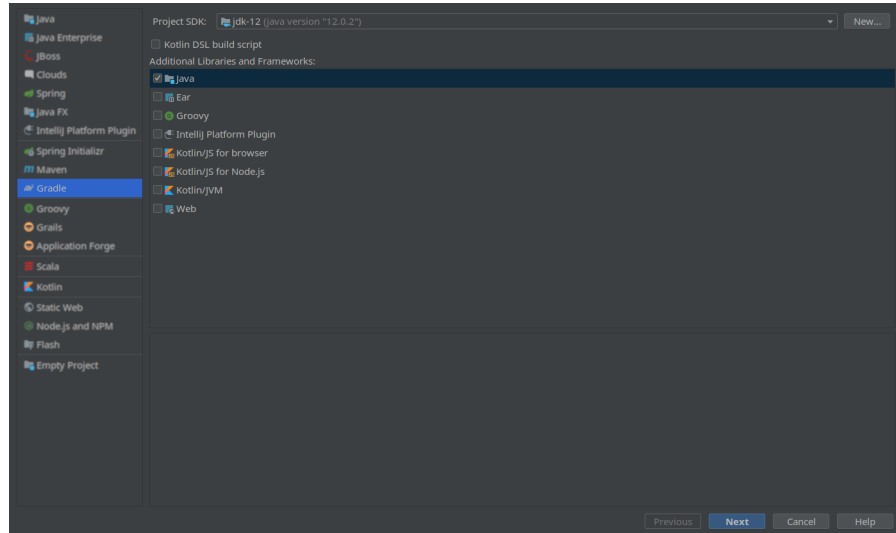 Java
Java Enterprise
JBoss
Clouds
Spring
Java FX
IntelliJ Platform Plugin
Spring Initializr
Maven
Gradle
Groovy
Grails
Application Forge
Scala
Kotlin
Static Web
Node.js and NPM
Flash
Empty Project
Project SDK: jdk-12 (java version "12.0.2") New...
Kotlin DSL build script
Additional Libraries and Frameworks:
Java
Ear
Groovy
IntelliJ Platform Plugin
Kotlin/JS for browser
Kotlin/JS for Node.js
Kotlin/JVM
Web
Previous Next Cancel Help